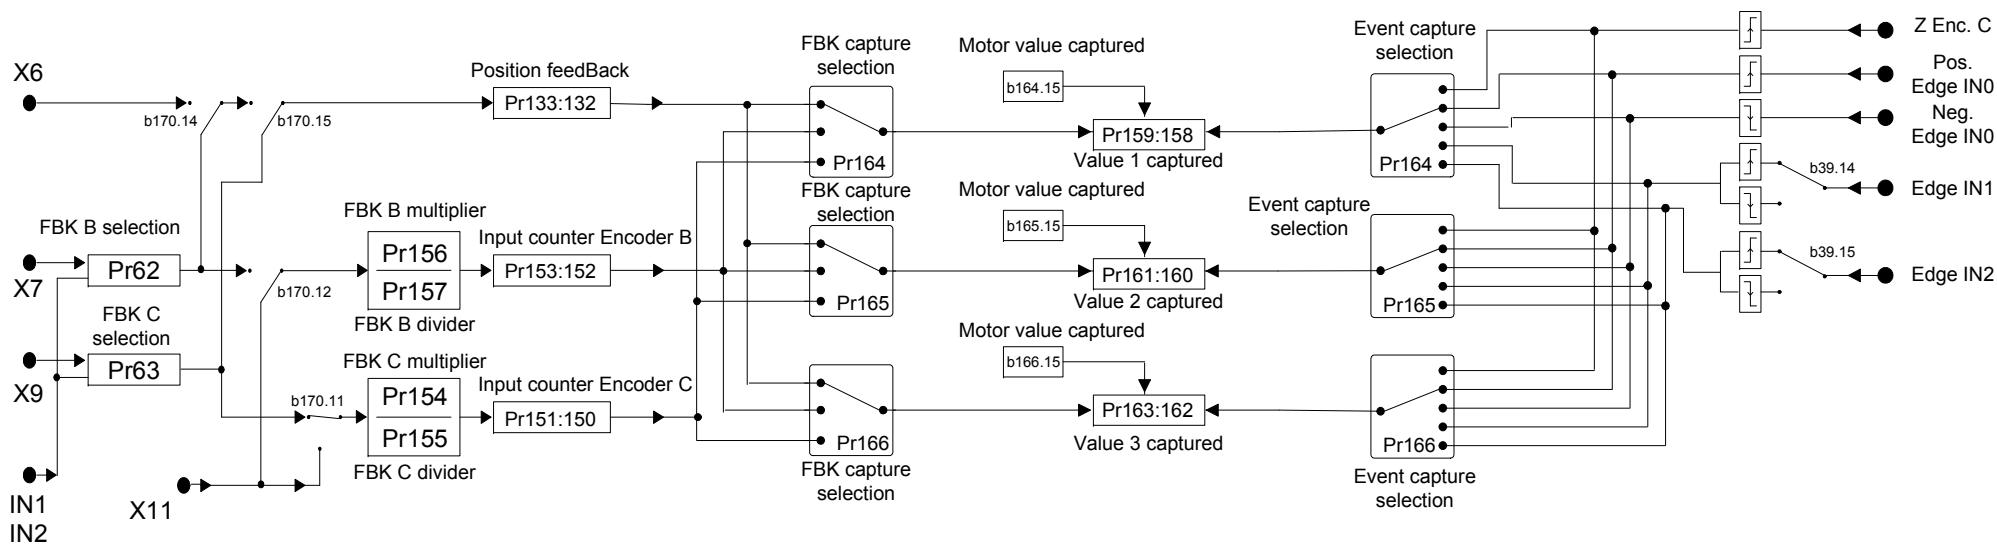 X6
b170.14
b170.15
Position feedBack
Pr133:132
FBK capture
selection
Pr164
Motor value captured
b164.15
Pr159:158
Value 1 captured
Event capture
selection
Pr164
Z Enc. C
Pos.
Edge IN0
Neg.
Edge IN0
b39.14
Edge IN1
b39.15
Edge IN2
FBK B selection
Pr62
X7
FBK B multiplier
Pr156
Pr157
FBK B divider
b170.12
Input counter Encoder B
Pr153:152
FBK capture
selection
Pr165
Motor value captured
b165.15
Pr161:160
Value 2 captured
Event capture
selection
Pr165
FBK C
selection
Pr63
X9
b170.11
FBK C multiplier
Pr154
Pr155
FBK C divider
Input counter Encoder C
Pr151:150
Pr166
FBK capture
selection
Motor value captured
b166.15
Pr163:162
Value 3 captured
Pr166
Event capture
selection
IN1
IN2
X11